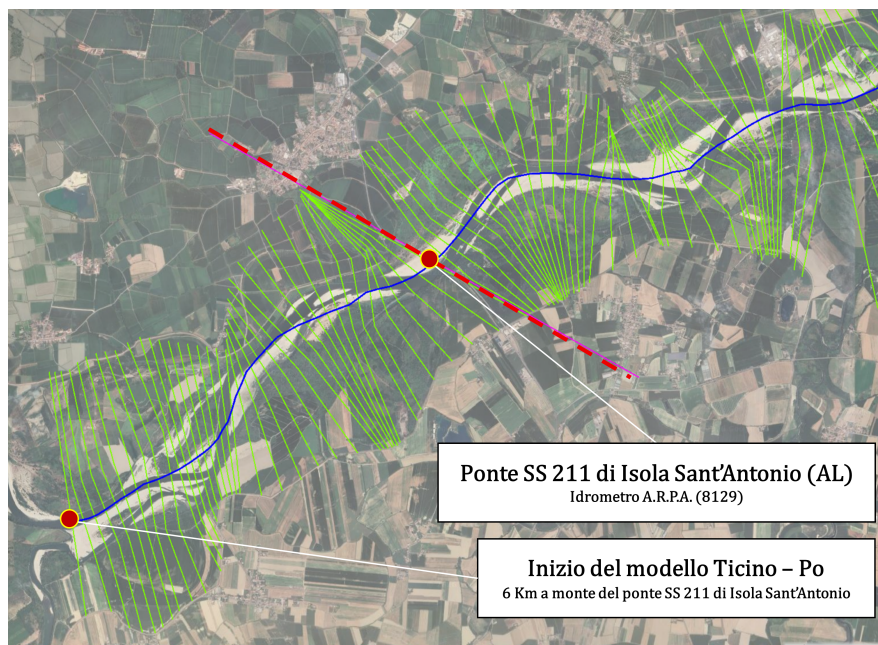 Ponte SS 211 di Isola Sant'Antonio (AL)
Idrometro A.R.P.A. (8129)
Inizio del modello Ticino – Po
6 Km a monte del ponte SS 211 di Isola Sant'Antonio